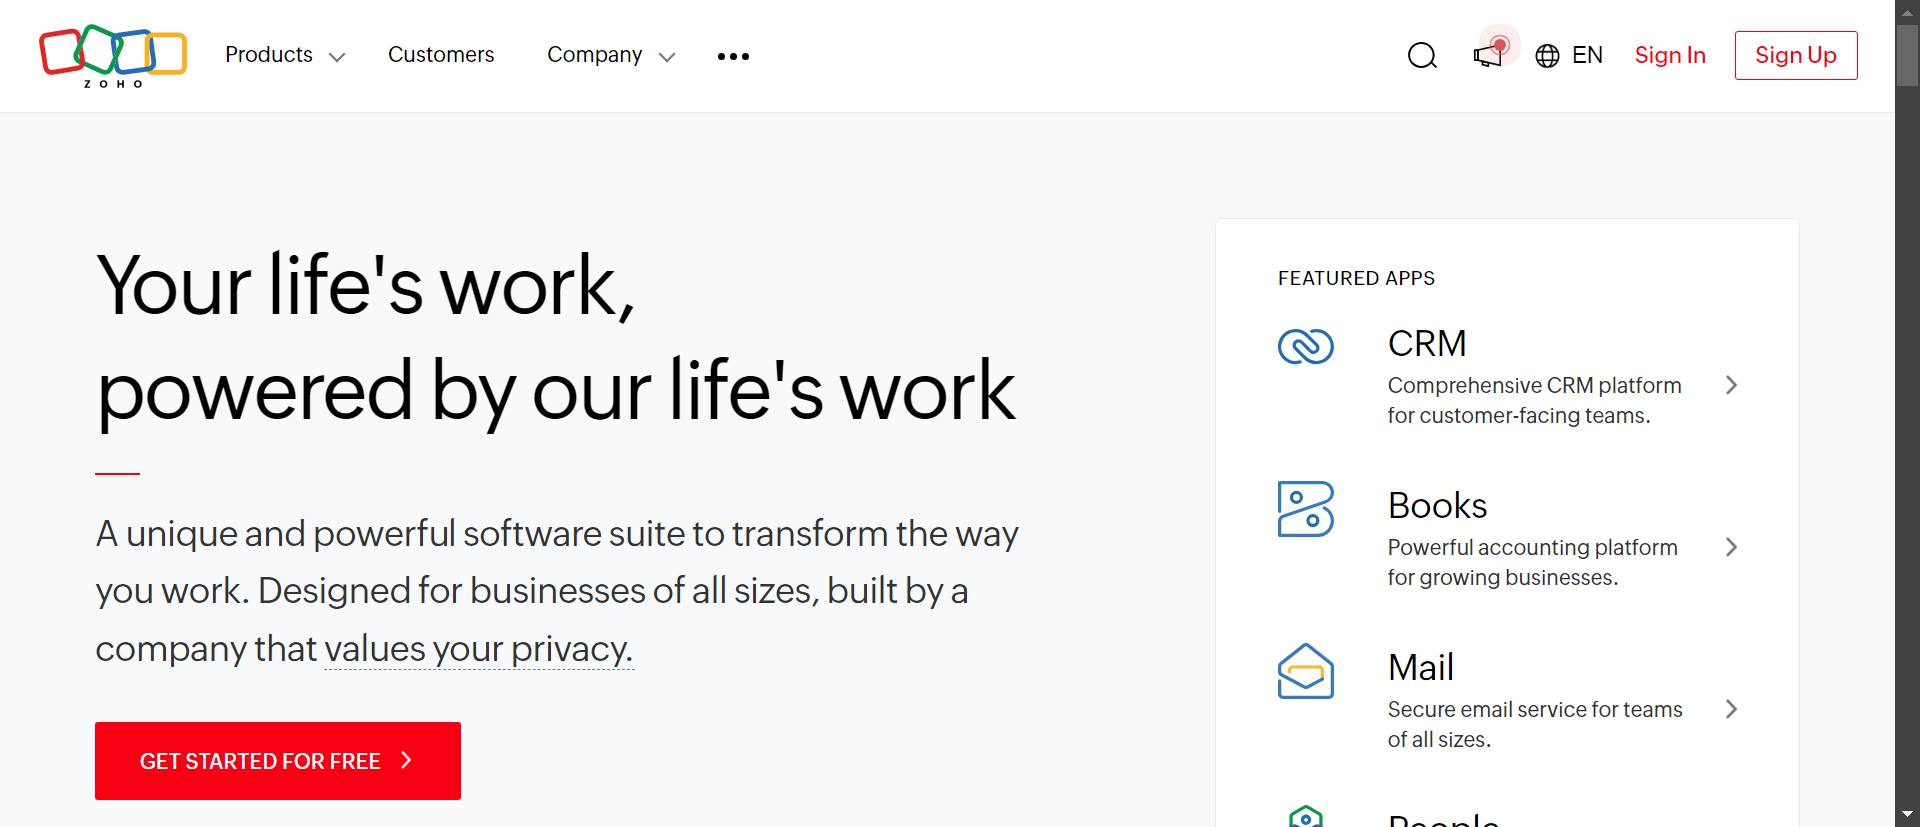 ZOHO
Products
Customers
Company
EN
Sign In
Sign Up
Your life's work,
powered by our life's work
A unique and powerful software suite to transform the way
you work. Designed for businesses of all sizes, built by a
company that values your privacy.
GET STARTED FOR FREE
FEATURED APPS
CRM
Comprehensive CRM platform
for customer-facing teams.
Books
Powerful accounting platform
for growing businesses.
Mail
Secure email service for teams
of all sizes.
People